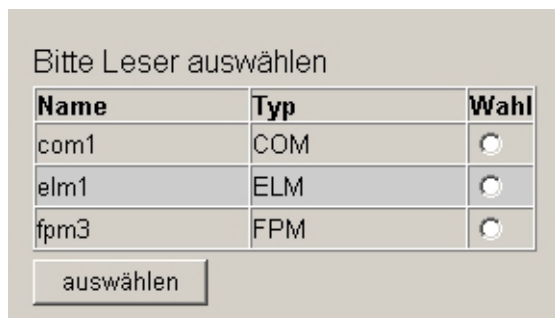 Bitte Leser auswählen
Name Typ Wahl
com1 COM
elm1 ELM
fpm3 FPM
auswählen